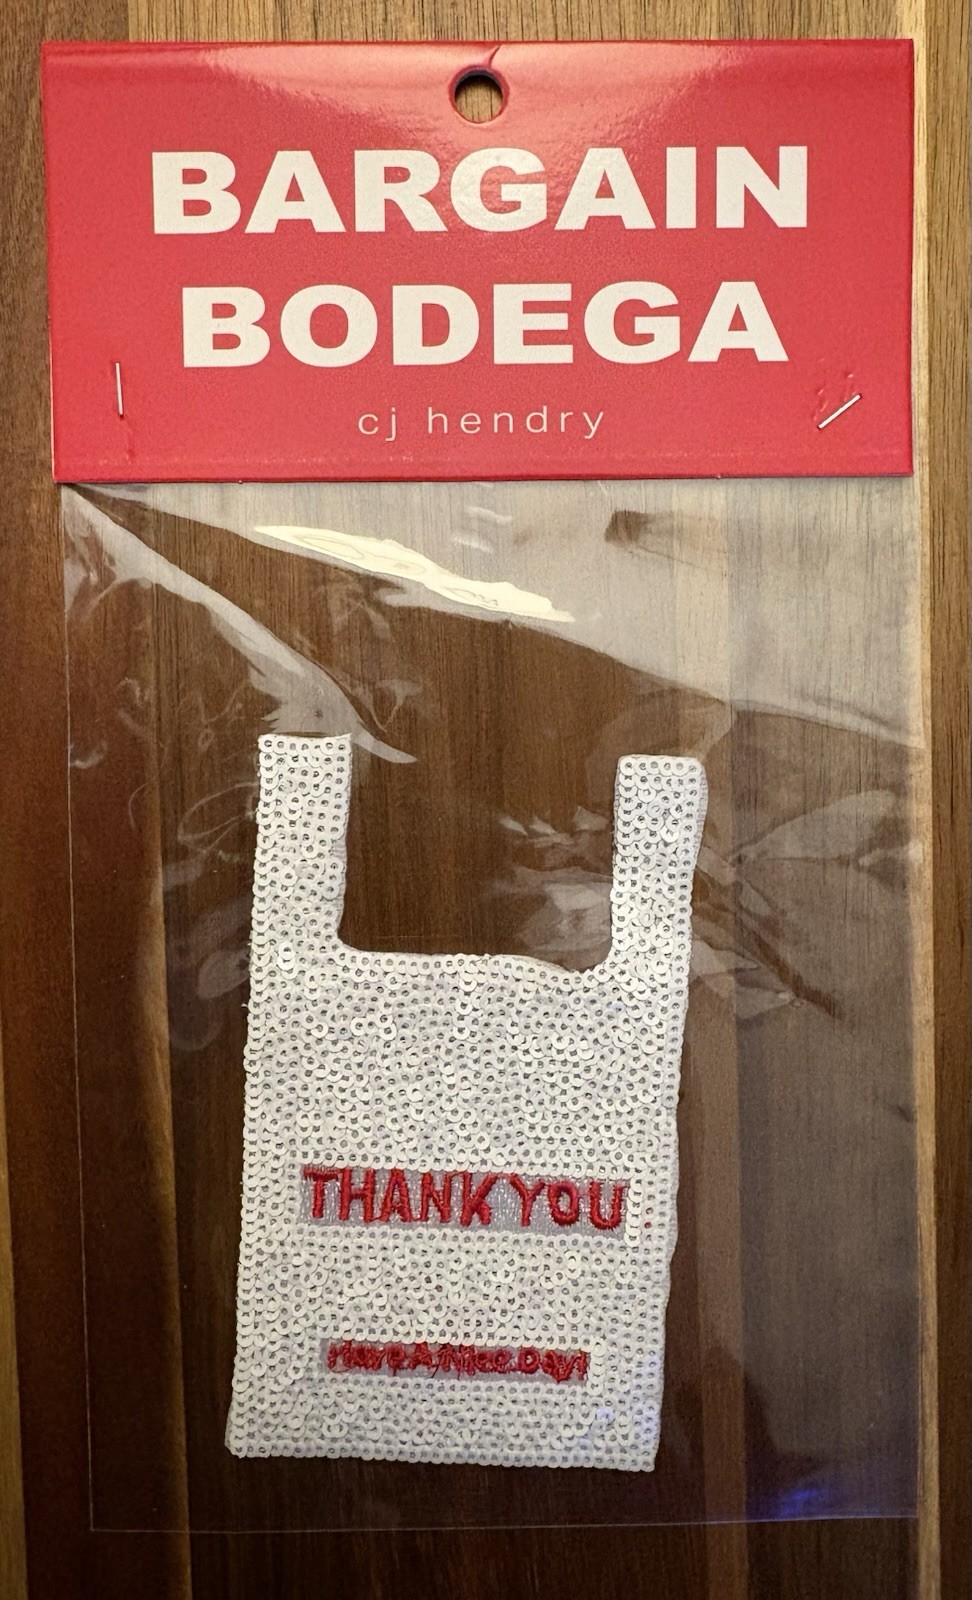 BARGAIN
BODEGA
cj hendry
THANK YOU
Have A Nice Day!